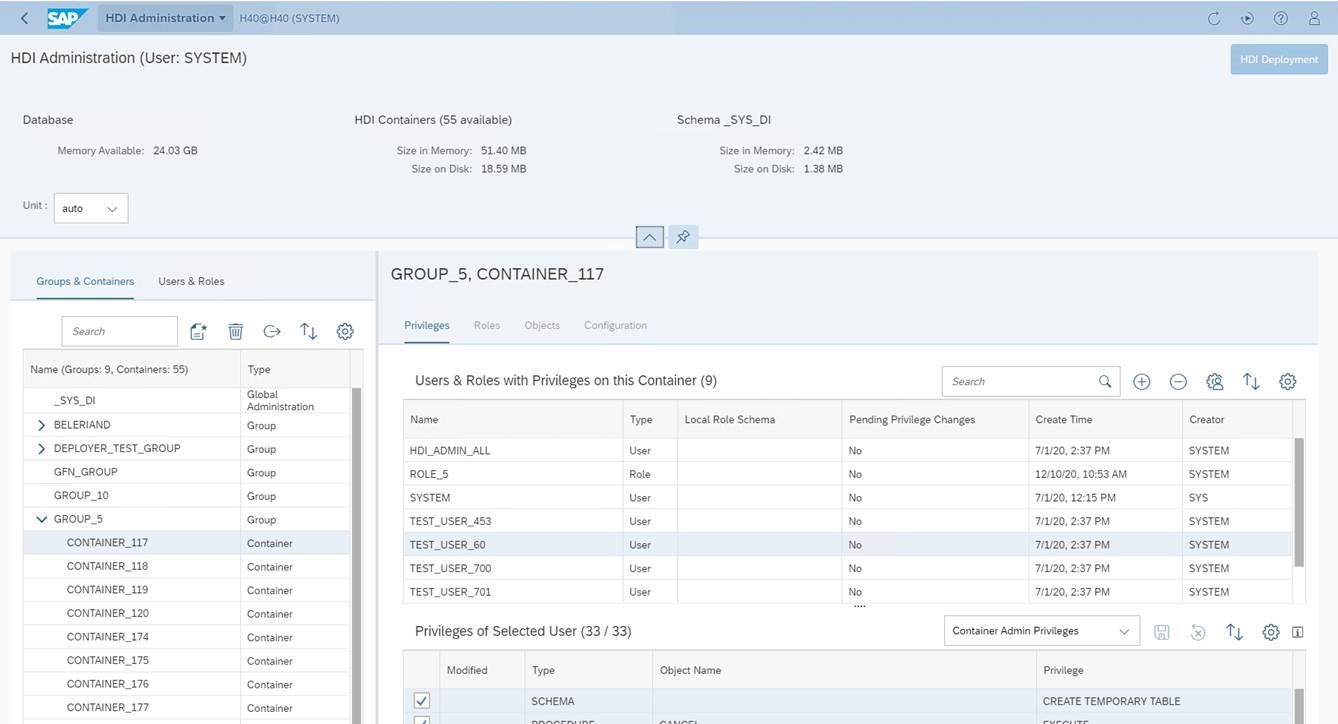 SAP HDI Administration H40@H40 (SYSTEM)
HDI Administration (User: SYSTEM)
HDI Deployment
Database HDI Containers (55 available) Schema _SYS_DI
Memory Available: 24.03 GB Size in Memory: 51.40 MB Size in Memory: 2.42 MB
Size on Disk: 18.59 MB Size on Disk: 1.38 MB
Unit : auto
Groups & Containers Users & Roles
Search
Name (Groups: 9, Containers: 55) Type
_SYS_DI Global Administration
BELERIAND Group
DEPLOYER_TEST_GROUP Group
GFN_GROUP Group
GROUP_10 Group
GROUP_5 Group
CONTAINER_117 Container
CONTAINER_118 Container
CONTAINER_119 Container
CONTAINER_120 Container
CONTAINER_174 Container
CONTAINER_175 Container
CONTAINER_176 Container
CONTAINER_177 Container
GROUP_5, CONTAINER_117
Privileges Roles Objects Configuration
Users & Roles with Privileges on this Container (9) Search
Name Type Local Role Schema Pending Privilege Changes Create Time Creator
HDI_ADMIN_ALL User No 7/1/20, 2:37 PM SYSTEM
ROLE_5 Role No 12/10/20, 10:53 AM SYSTEM
SYSTEM User No 7/1/20, 12:15 PM SYS
TEST_USER_453 User No 7/1/20, 2:37 PM SYSTEM
TEST_USER_60 User No 7/1/20, 2:37 PM SYSTEM
TEST_USER_700 User No 7/1/20, 2:37 PM SYSTEM
TEST_USER_701 User No 7/1/20, 2:37 PM SYSTEM
Privileges of Selected User (33 / 33) Container Admin Privileges
Modified Type Object Name Privilege
SCHEMA CREATE TEMPORARY TABLE
PROCEDURE CANCEL EXECUTE